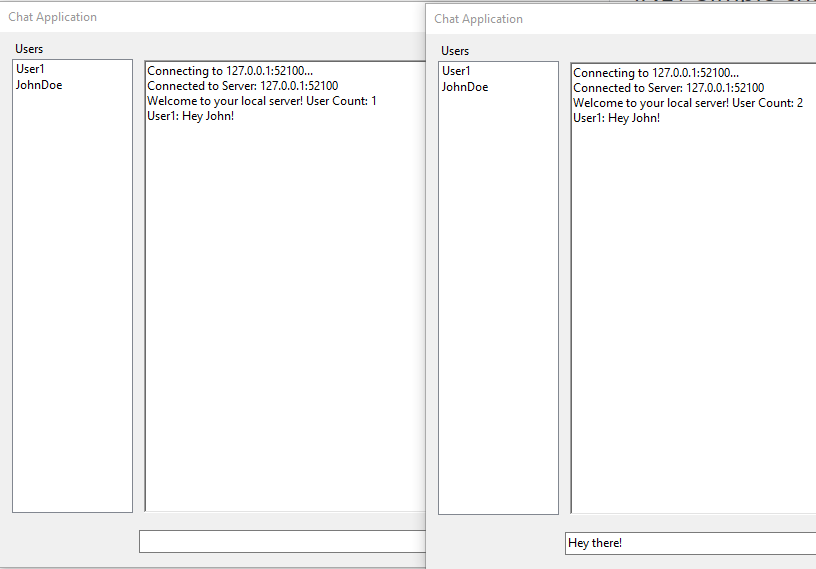 Chat Application
Users
User1
JohnDoe
Connecting to 127.0.0.1:52100...
Connected to Server: 127.0.0.1:52100
Welcome to your local server! User Count: 1
User1: Hey John!
Chat Application
Users
User1
JohnDoe
Connecting to 127.0.0.1:52100...
Connected to Server: 127.0.0.1:52100
Welcome to your local server! User Count: 2
User1: Hey John!
Hey there!